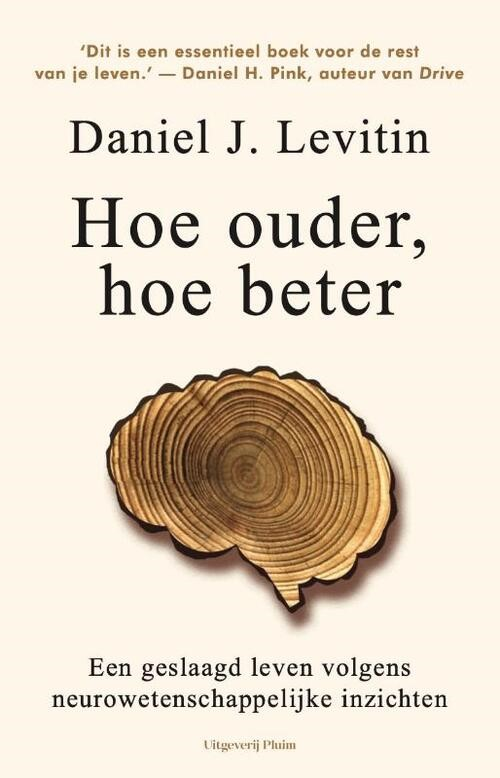 ‘Dit is een essentieel boek voor de rest
van je leven.’ — Daniel H. Pink, auteur van Drive
Daniel J. Levitin
Hoe ouder,
hoe beter
Een geslaagd leven volgens
neurowetenschappelijke inzichten
Uitgeverij Pluim